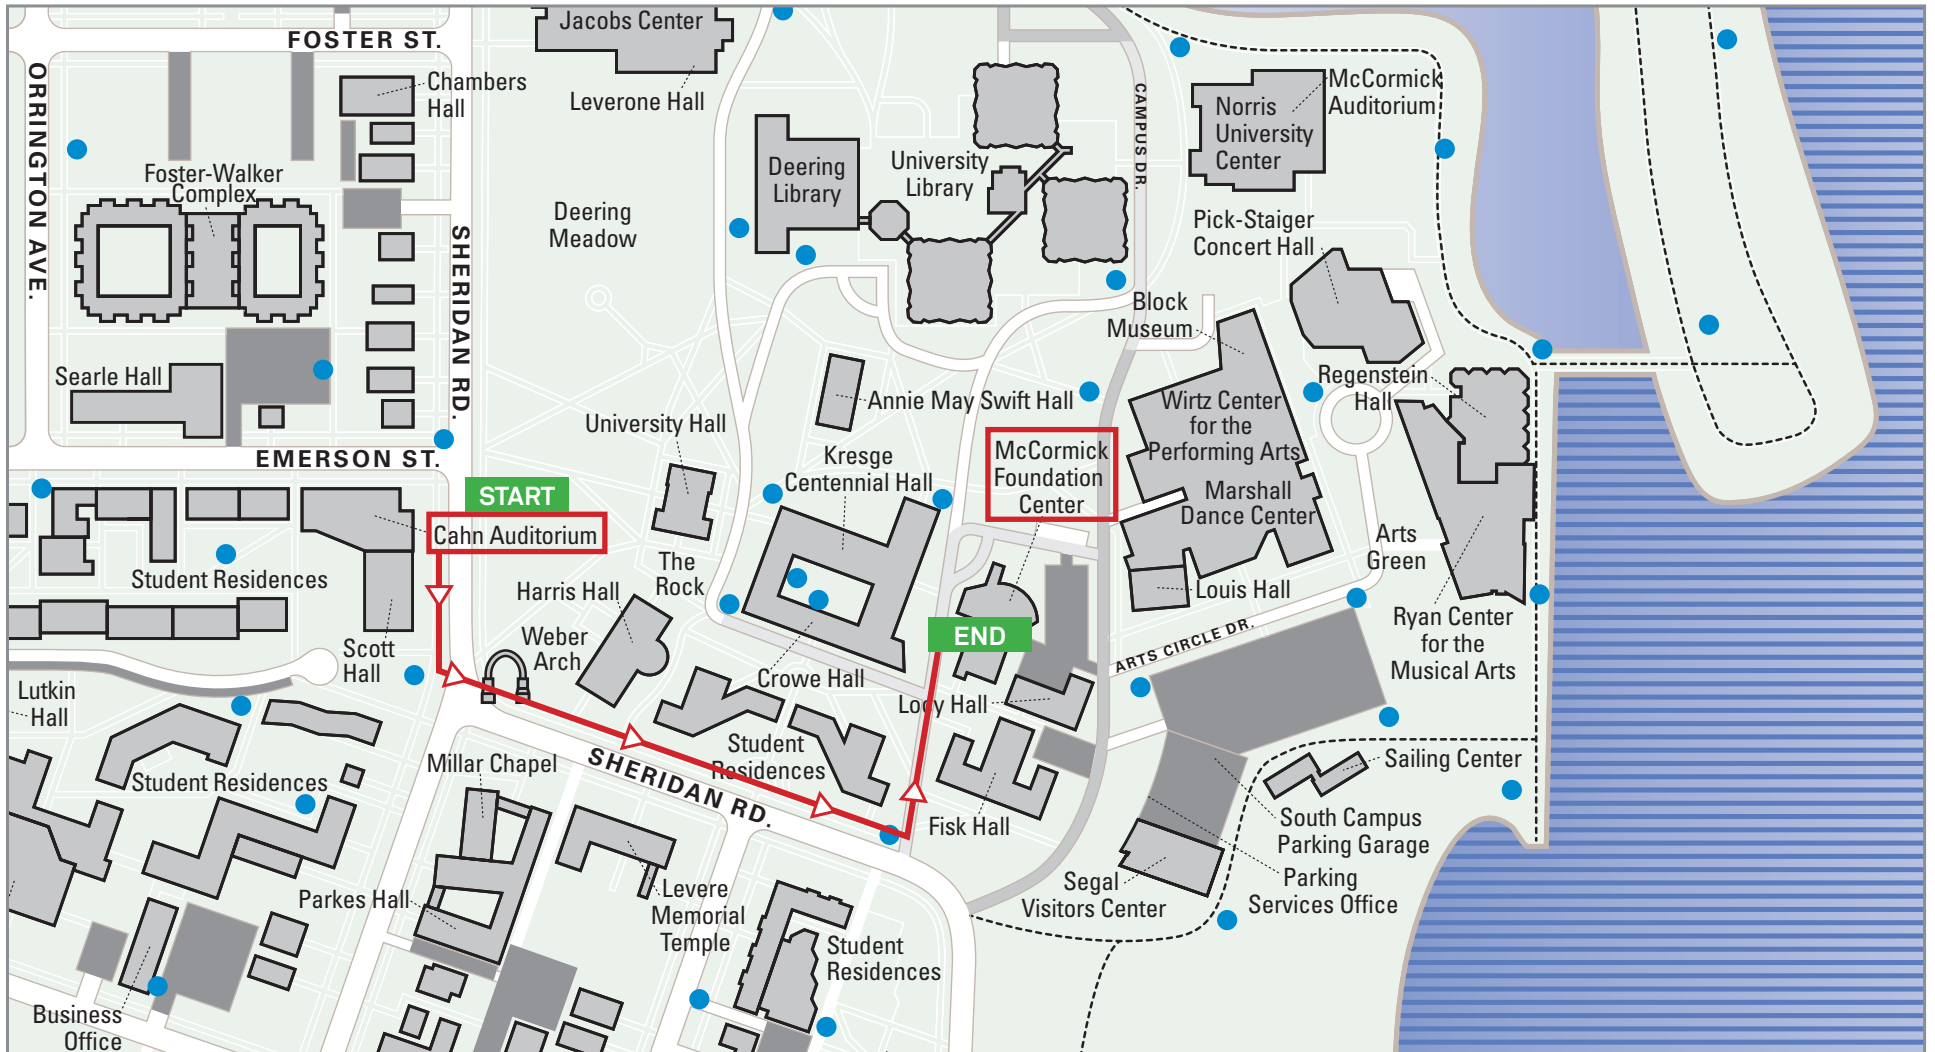 Jacobs Center
FOSTER ST.
ORRINGTON AVE.
Chambers
Hall
Leverone Hall
CAMPUS DR.
McCormick
Auditorium
Norris
University
Center
Foster-Walker
Complex
Deering
Library
University
Library
Deering
Meadow
Pick-Staiger
Concert Hall
SHERIDAN RD.
Block
Museum
Searle Hall
Regenstein
Hall
Annie May Swift Hall
Wirtz Center
for the
Performing Arts
University Hall
EMERSON ST.
Kresge
Centennial Hall
McCormick
Foundation
Center
START
Cahn Auditorium
Marshall
Dance Center
Arts
Green
The
Rock
Student Residences
Harris Hall
Louis Hall
Ryan Center
for the
Musical Arts
Scott
Hall
Weber
Arch
END
ARTS CIRCLE DR.
Crowe Hall
Lutkin
Hall
Locy Hall
Student
Residences
Millar Chapel
SHERIDAN RD.
Sailing Center
Student Residences
Fisk Hall
South Campus
Parking Garage
Parkes Hall
Levere
Memorial
Temple
Segal
Visitors Center
Parking
Services Office
Student
Residences
Business
Office